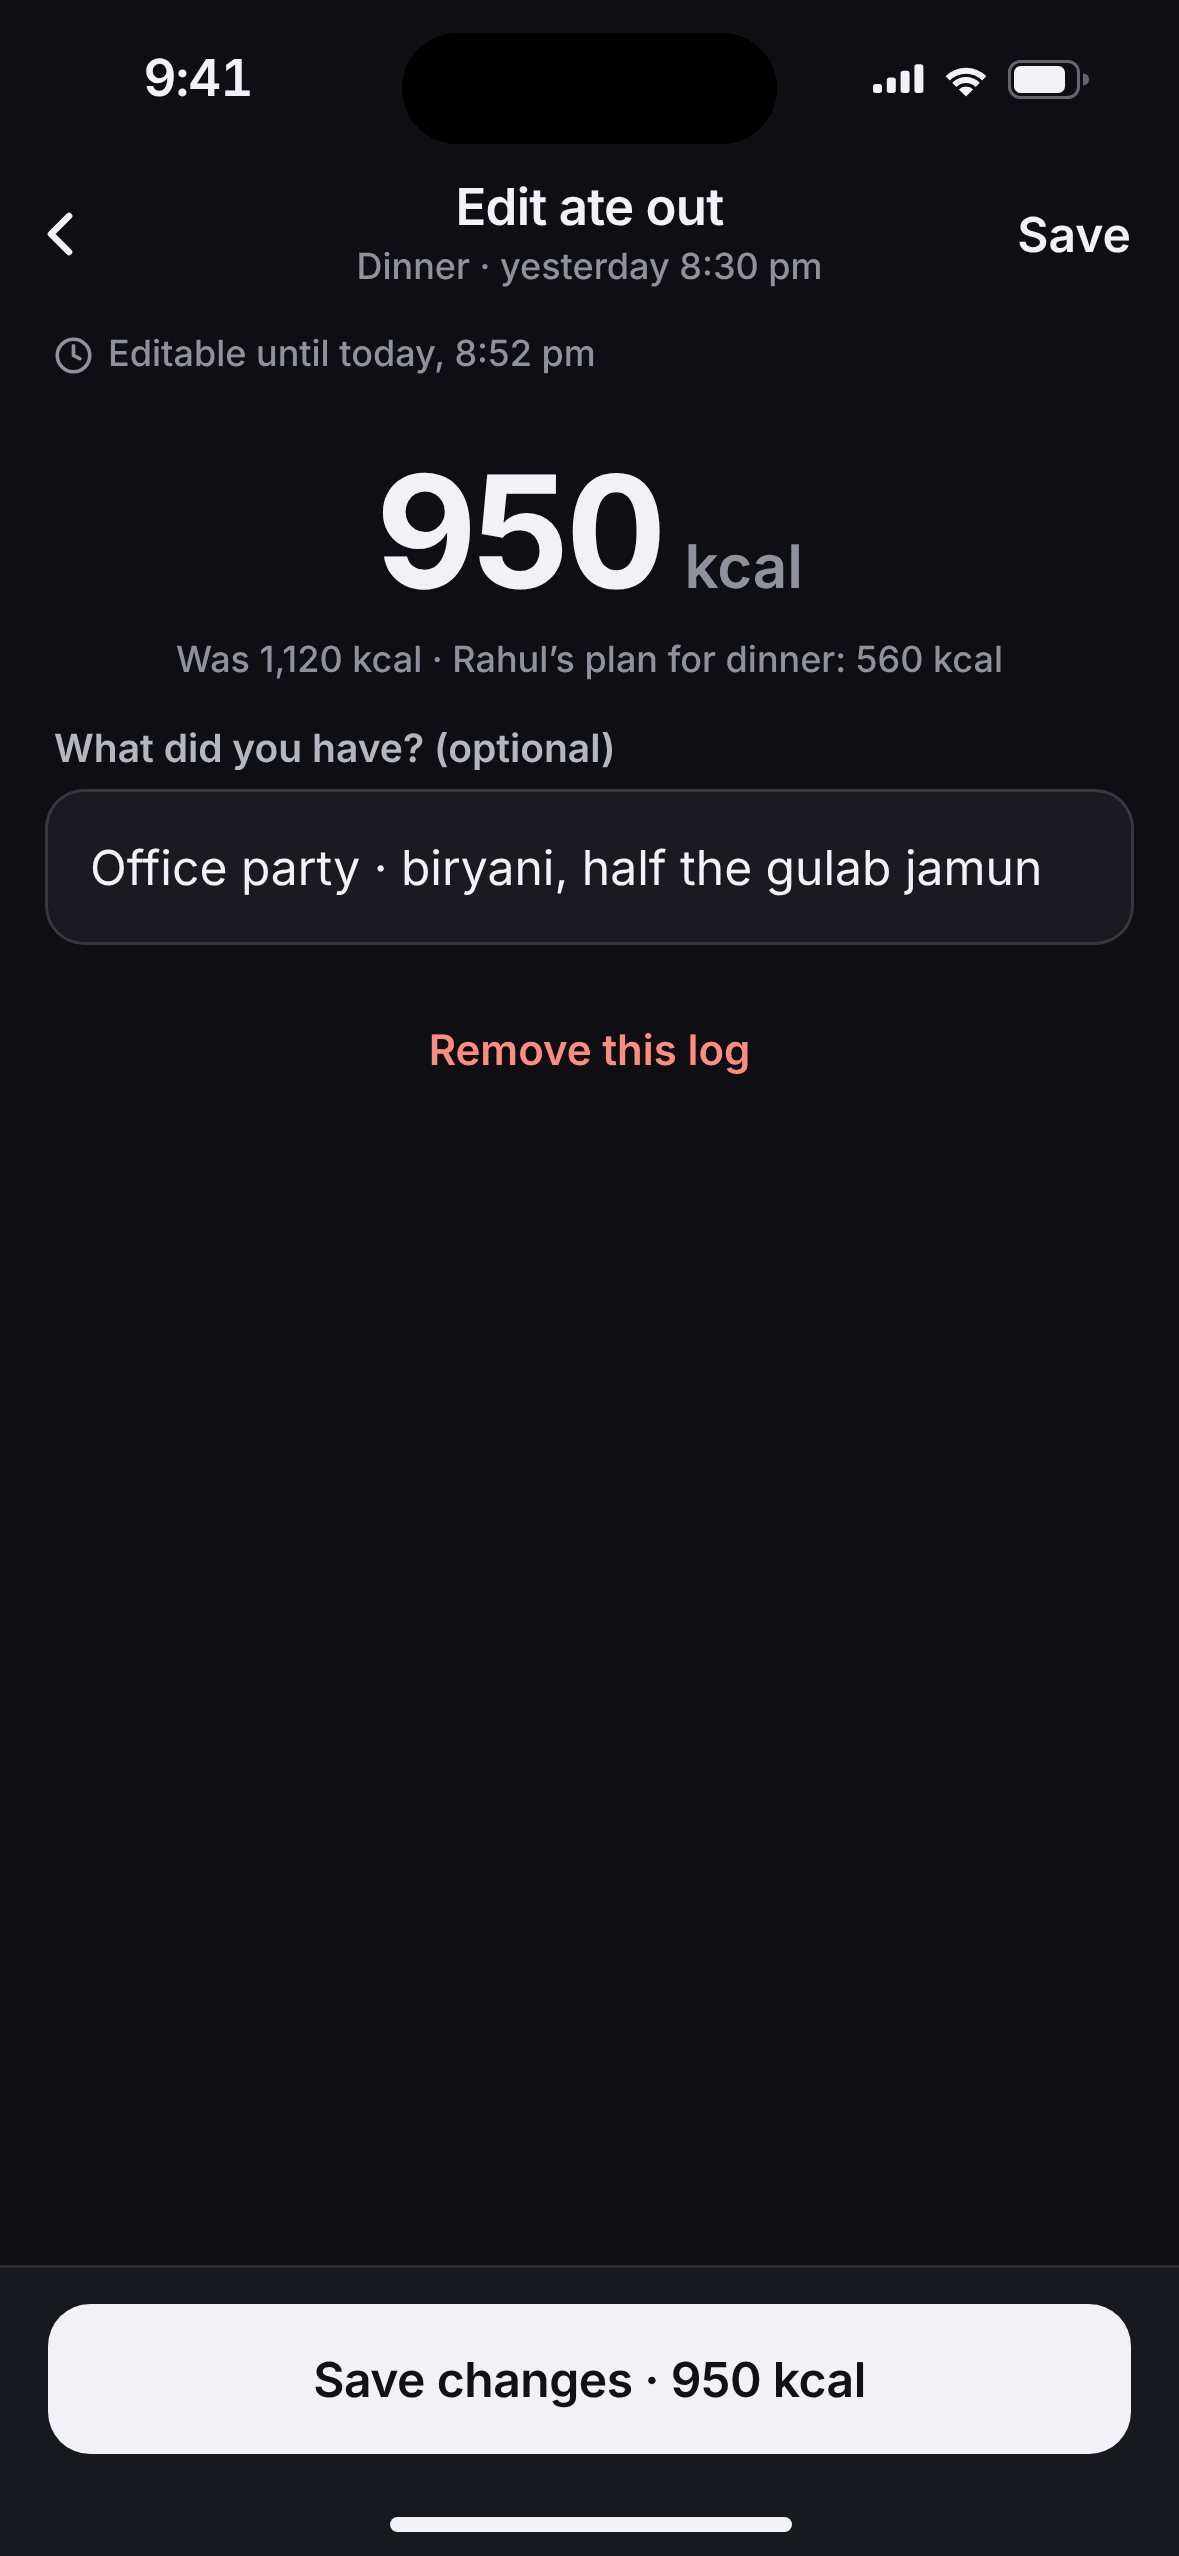 9:41
Edit ate out
Save
Dinner · yesterday 8:30 pm
Editable until today, 8:52 pm
950 kcal
Was 1,120 kcal · Rahul’s plan for dinner: 560 kcal
What did you have? (optional)
Office party · biryani, half the gulab jamun
Remove this log
Save changes · 950 kcal